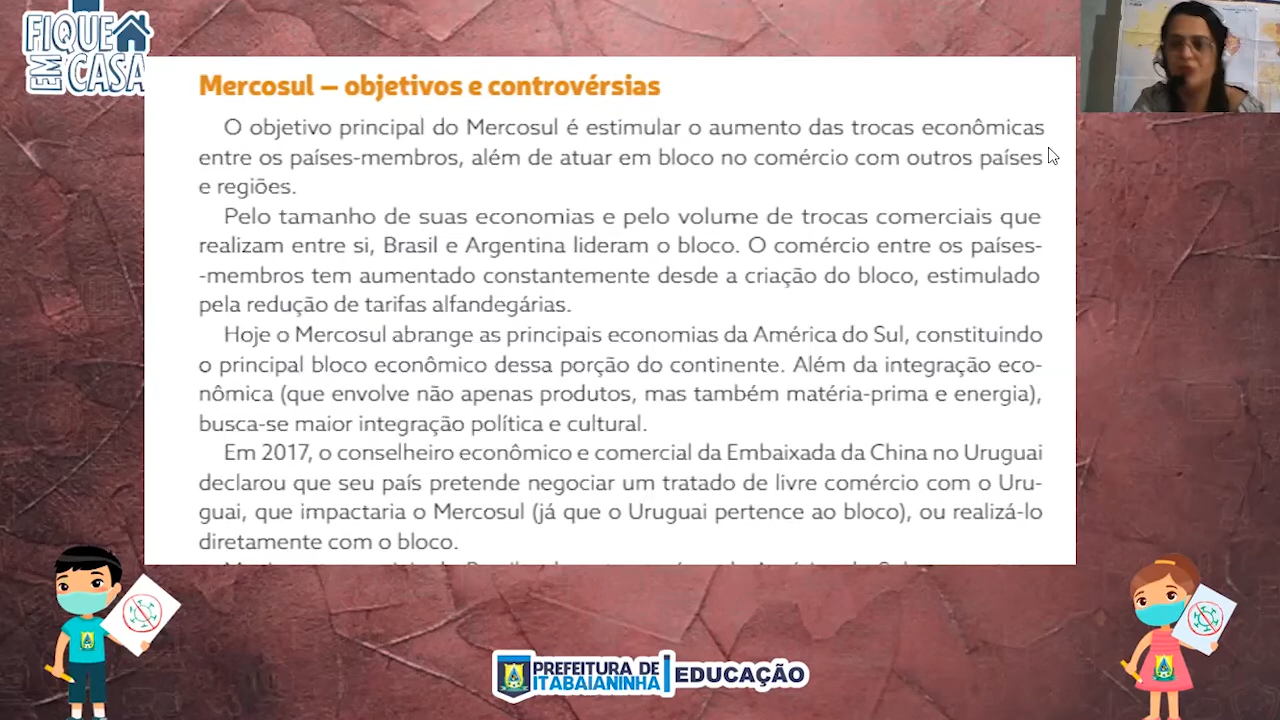 FIQUE
EM CASA
Mercosul – objetivos e controvérsias
O objetivo principal do Mercosul é estimular o aumento das trocas econômicas
entre os países-membros, além de atuar em bloco no comércio com outros países
e regiões.
Pelo tamanho de suas economias e pelo volume de trocas comerciais que
realizam entre si, Brasil e Argentina lideram o bloco. O comércio entre os países-
-membros tem aumentado constantemente desde a criação do bloco, estimulado
pela redução de tarifas alfandegárias.
Hoje o Mercosul abrange as principais economias da América do Sul, constituindo
o principal bloco econômico dessa porção do continente. Além da integração eco-
nômica (que envolve não apenas produtos, mas também matéria-prima e energia),
busca-se maior integração política e cultural.
Em 2017, o conselheiro econômico e comercial da Embaixada da China no Uruguai
declarou que seu país pretende negociar um tratado de livre comércio com o Uru-
guai, que impactaria o Mercosul (já que o Uruguai pertence ao bloco), ou realizá-lo
diretamente com o bloco.
PREFEITURA DE
ITABAIANINHA
EDUCAÇÃO